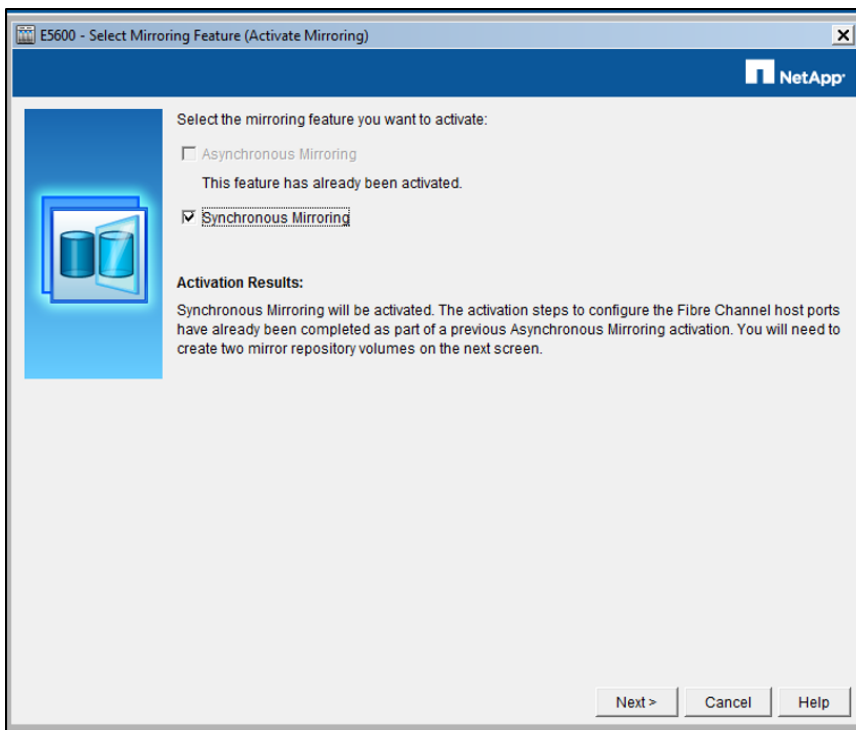 E5600 - Select Mirroring Feature (Activate Mirroring)
NetApp
Select the mirroring feature you want to activate:
Asynchronous Mirroring
This feature has already been activated.
Synchronous Mirroring
Activation Results:
Synchronous Mirroring will be activated. The activation steps to configure the Fibre Channel host ports
have already been completed as part of a previous Asynchronous Mirroring activation. You will need to
create two mirror repository volumes on the next screen.
Next > Cancel Help